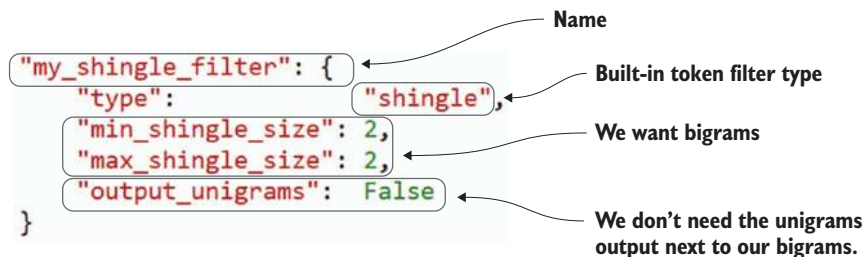 Name
"my_shingle_filter": {
Built-in token filter type
"type": "shingle",
We want bigrams
"min_shingle_size": 2,
"max_shingle_size": 2,
"output_unigrams": False
}
We don't need the unigrams
output next to our bigrams.